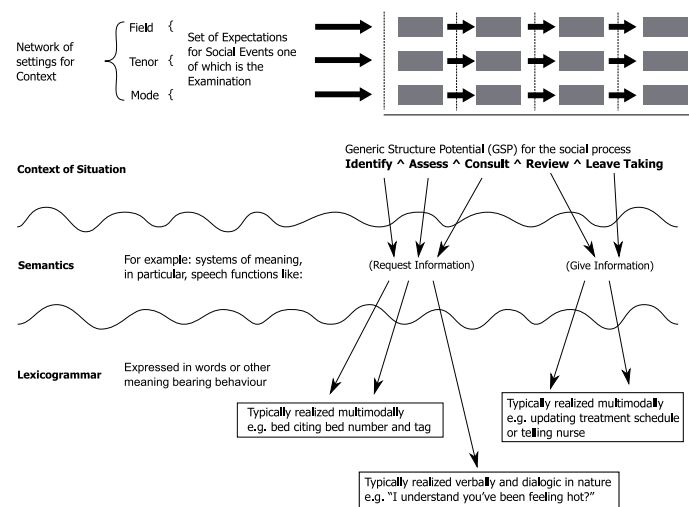 Network of
settings for
Context
Field {
Tenor {
Mode {
Set of Expectations
for Social Events one
of which is the
Examination
Generic Structure Potential (GSP) for the social process
Context of Situation
Identify ^ Assess ^ Consult ^ Review ^ Leave Taking
Semantics
For example: systems of meaning,
in particular, speech functions like:
(Request Information)
(Give Information)
Lexicogrammar
Expressed in words or other
meaning bearing behaviour
Typically realized multimodally
e.g. bed citing bed number and tag
Typically realized multimodally
e.g. updating treatment schedule
or telling nurse
Typically realized verbally and dialogic in nature
e.g. “I understand you’ve been feeling hot?”